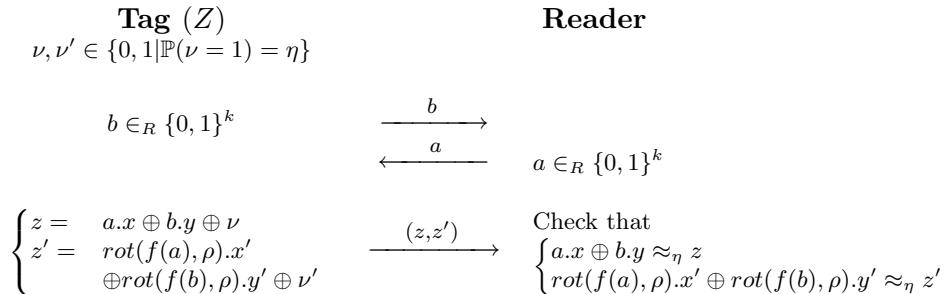 Tag (Z) Reader
ν, ν′ ∈ {0, 1|ℙ(ν = 1) = η}
b ∈_R {0, 1}^k b
a a ∈_R {0, 1}^k
z = a.x ⊕ b.y ⊕ ν (z,z′) Check that
z′ = rot(f(a), ρ).x′ a.x ⊕ b.y ≈_η z
⊕rot(f(b), ρ).y′ ⊕ ν′ rot(f(a), ρ).x′ ⊕ rot(f(b), ρ).y′ ≈_η z′